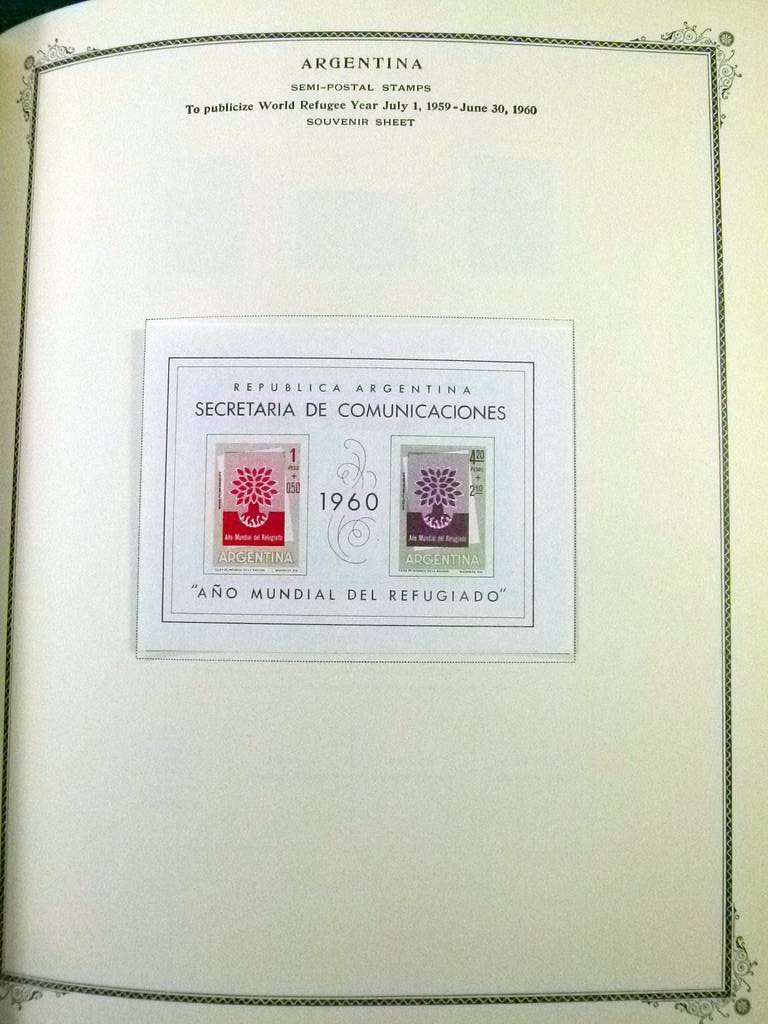 ARGENTINA
SEMI-POSTAL STAMPS
To publicize World Refugee Year July 1, 1959 - June 30, 1960
SOUVENIR SHEET
REPUBLICA ARGENTINA
SECRETARIA DE COMUNICACIONES
1
PESO
+
0.50
Año Mundial del Refugiado
ARGENTINA
1960
4.20
PESOS
+
2.10
Año Mundial del Refugiado
ARGENTINA
"AÑO MUNDIAL DEL REFUGIADO"